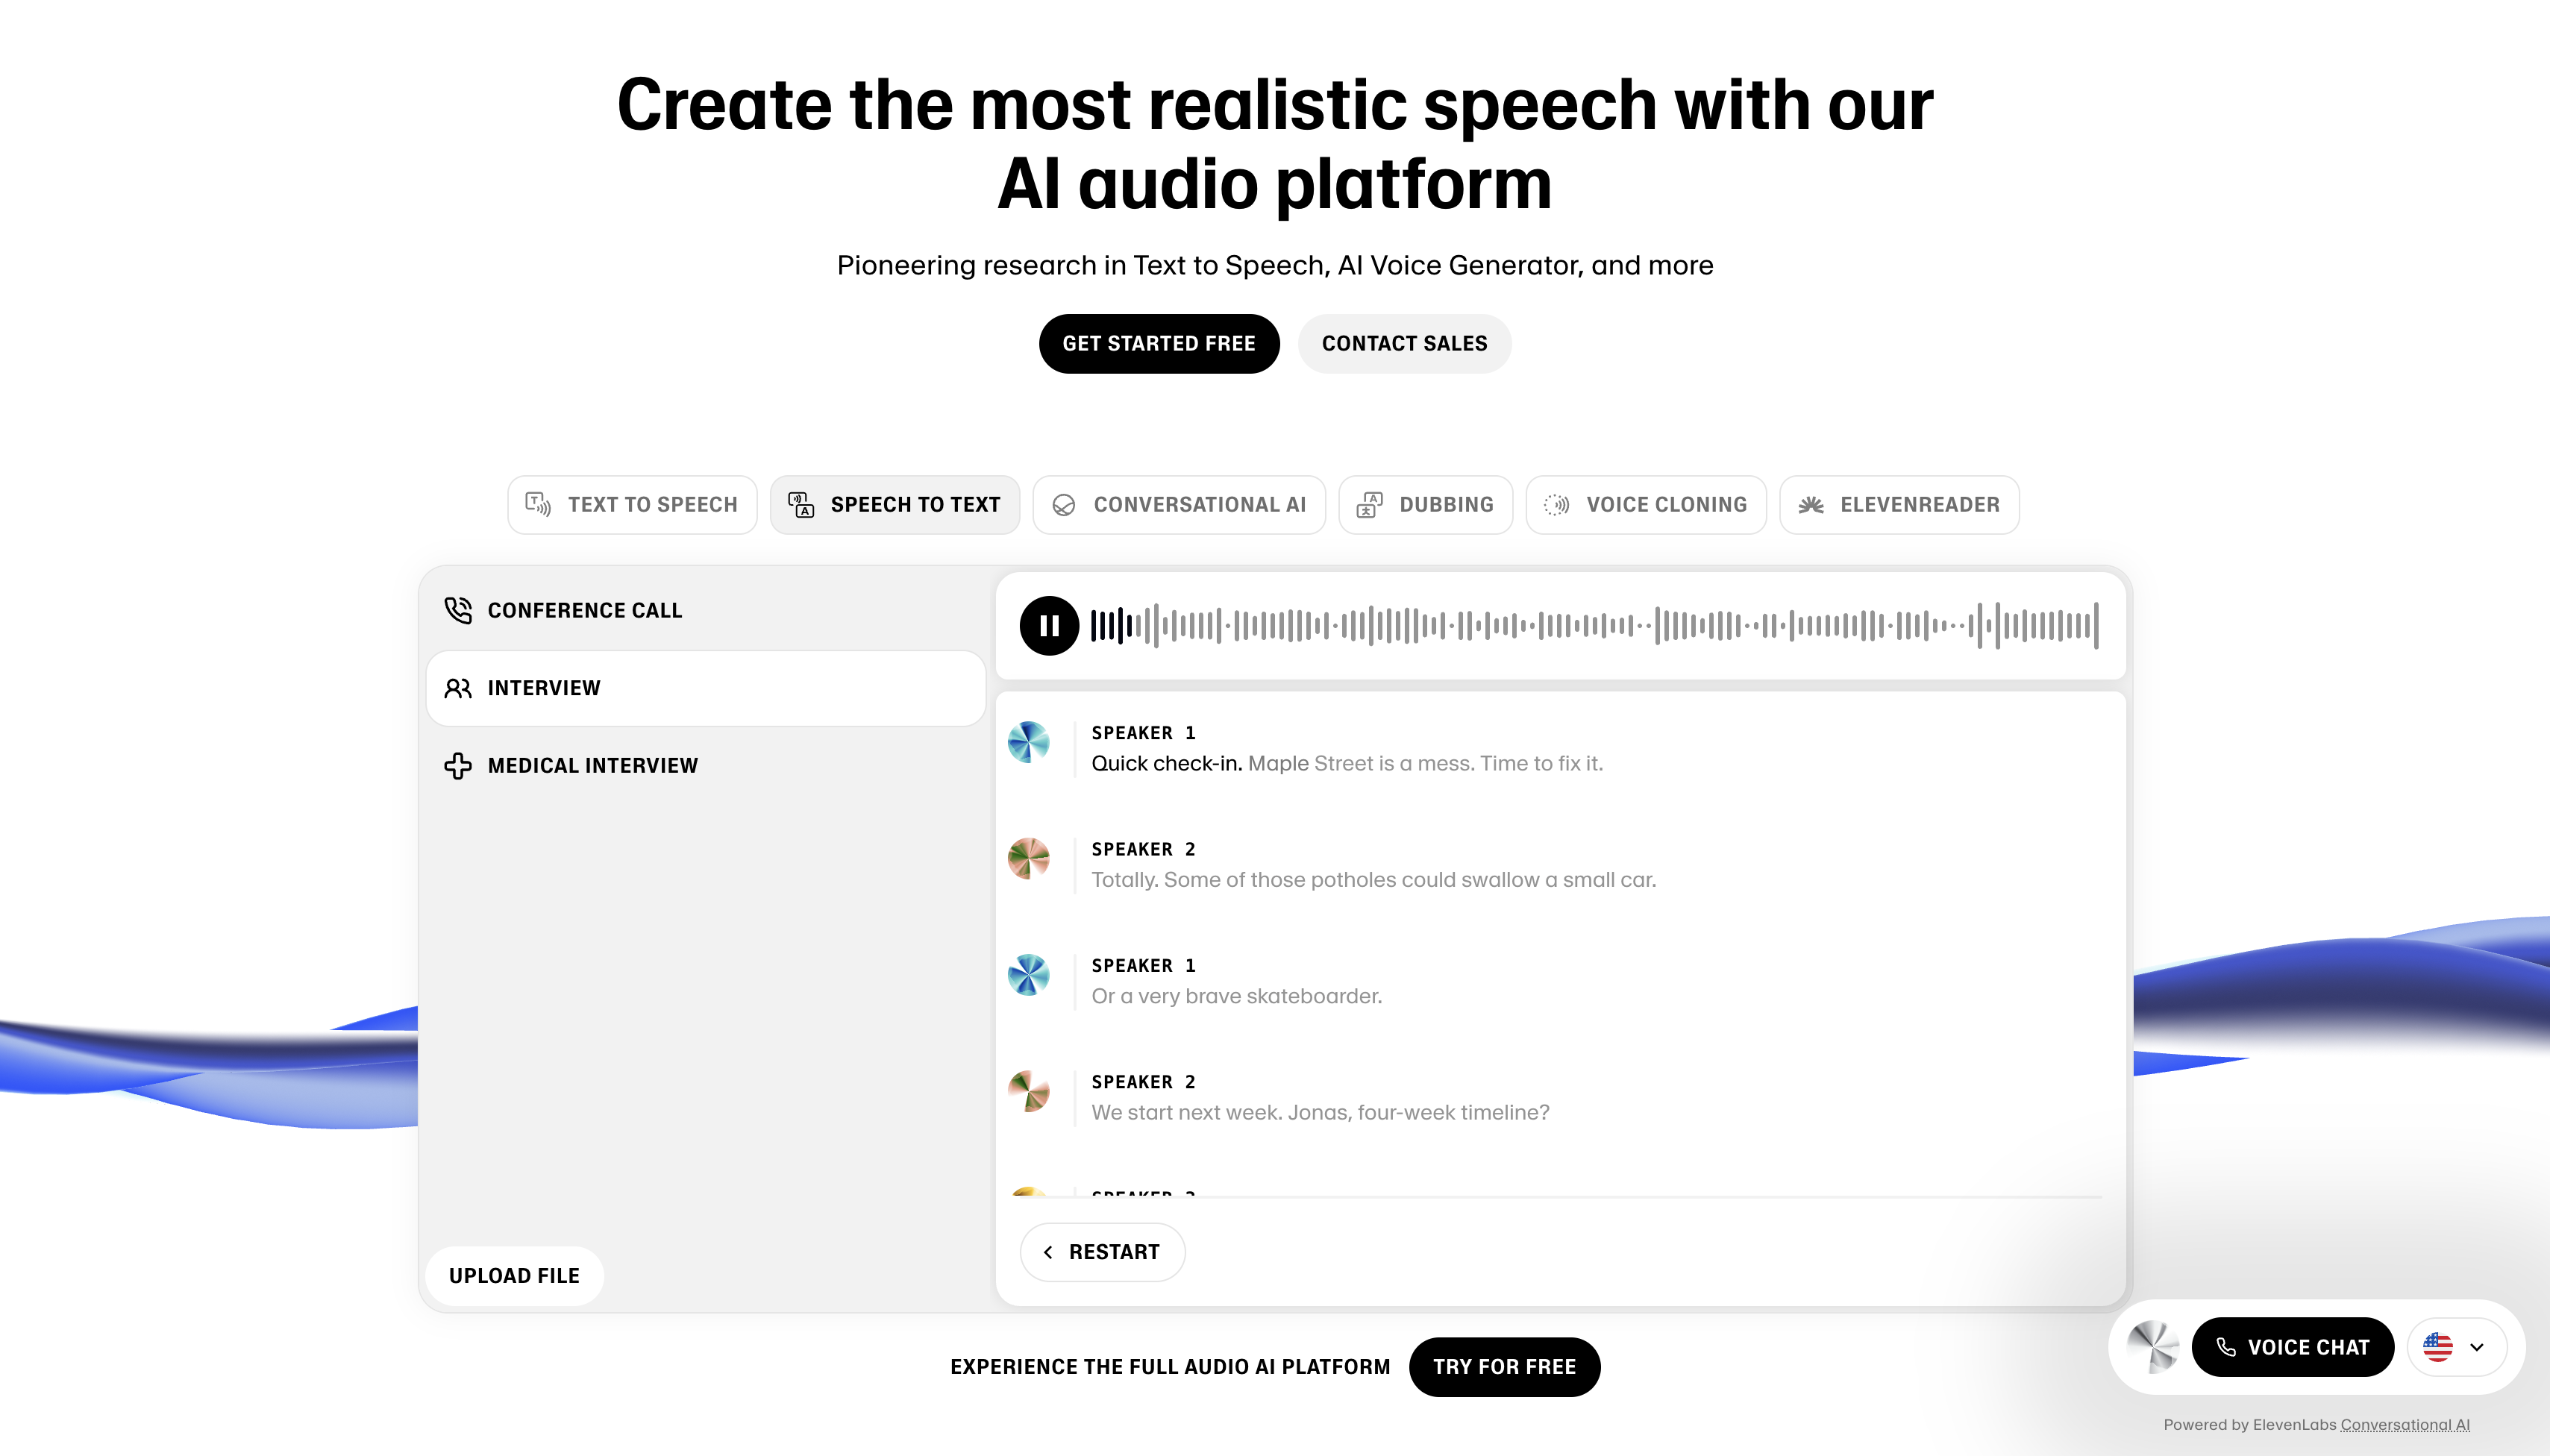 Create the most realistic speech with our
AI audio platform
Pioneering research in Text to Speech, AI Voice Generator, and more
GET STARTED FREE
CONTACT SALES
TEXT TO SPEECH
SPEECH TO TEXT
CONVERSATIONAL AI
DUBBING
VOICE CLONING
ELEVENREADER
CONFERENCE CALL
INTERVIEW
MEDICAL INTERVIEW
UPLOAD FILE
SPEAKER 1
Quick check-in. Maple Street is a mess. Time to fix it.
SPEAKER 2
Totally. Some of those potholes could swallow a small car.
SPEAKER 1
Or a very brave skateboarder.
SPEAKER 2
We start next week. Jonas, four-week timeline?
SPEAKER
RESTART
EXPERIENCE THE FULL AUDIO AI PLATFORM
TRY FOR FREE
VOICE CHAT
Powered by ElevenLabs Conversational AI